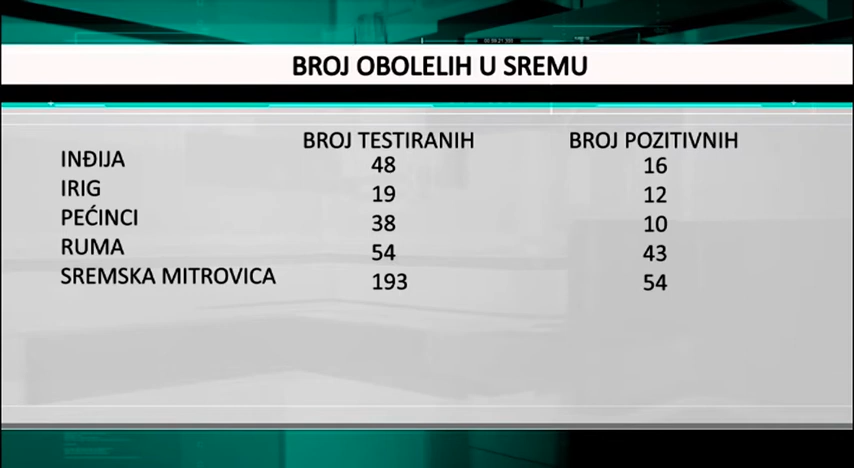 BROJ OBOLELIH U SREMU
BROJ TESTIRANIH BROJ POZITIVNIH
INĐIJA 48 16
IRIG 19 12
PEĆINCI 38 10
RUMA 54 43
SREMSKA MITROVICA 193 54